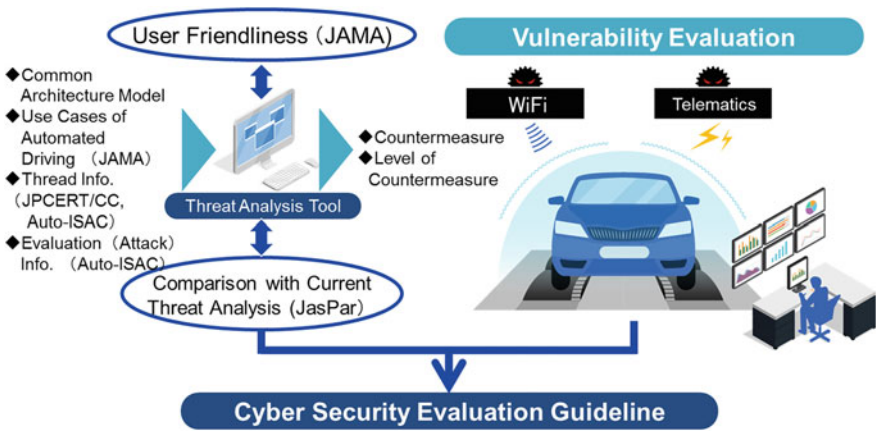 User Friendliness（JAMA)
◆Common
Architecture Model
◆Use Cases of
Automated
Driving （JAMA）
◆Thread Info.
（JPCERT/CC,
Auto-ISAC）
◆Evaluation（Attack）
Info. （Auto-ISAC）
Threat Analysis Tool
◆Countermeasure
◆Level of
Countermeasure
Comparison with Current
Threat Analysis (JasPar）
Vulnerability Evaluation
WiFi
Telematics
Cyber Security Evaluation Guideline